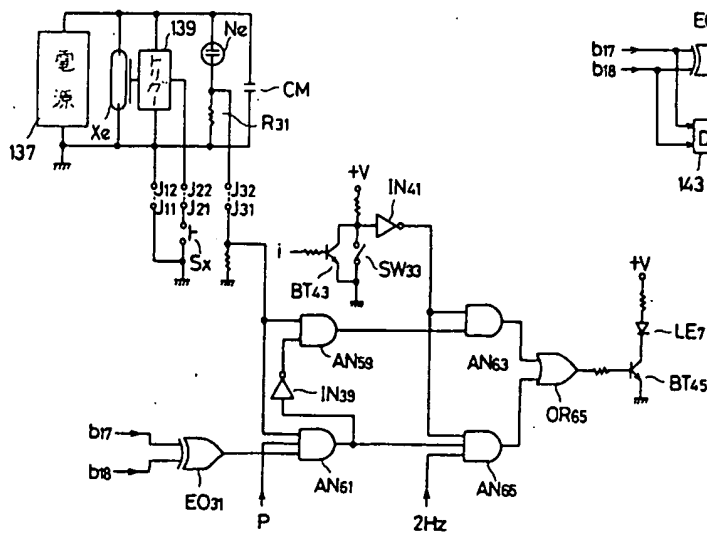 139
Ne
EO
b17
b18
電源
トリガー
CM
Xe
R31
137
D
143
J12 J22 J32
J11 J21 J31
Sx
+V
IN41
i
SW33
BT43
+V
LE7
AN59
AN63
BT45
IN39
OR65
b17
b18
EO31
AN61
AN65
P
2Hz